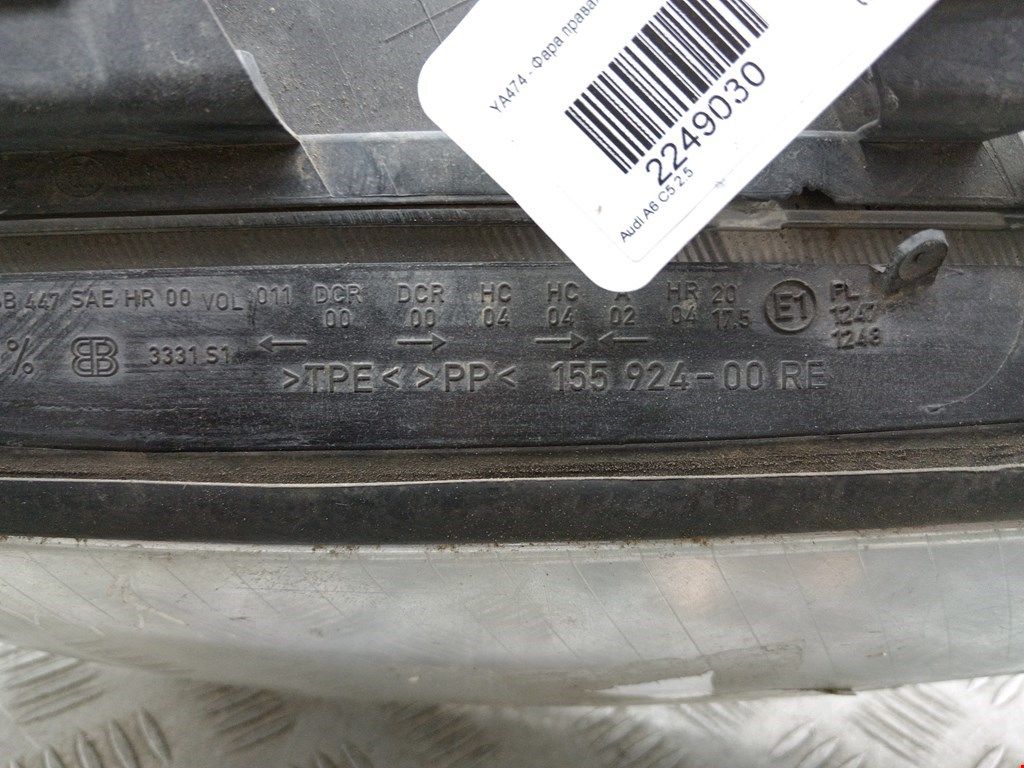 YA474 - Фара правая
2249030
Audi A6 C5 2.5
447 SAE HR 00 VOL 011 DCR DCR HC HC A HR 20
00 00 04 04 02 04 17.5
E1
PL
1247
1248
% BB 3331 S1 ← → → ←
>TPE< >PP< 155 924-00 RE